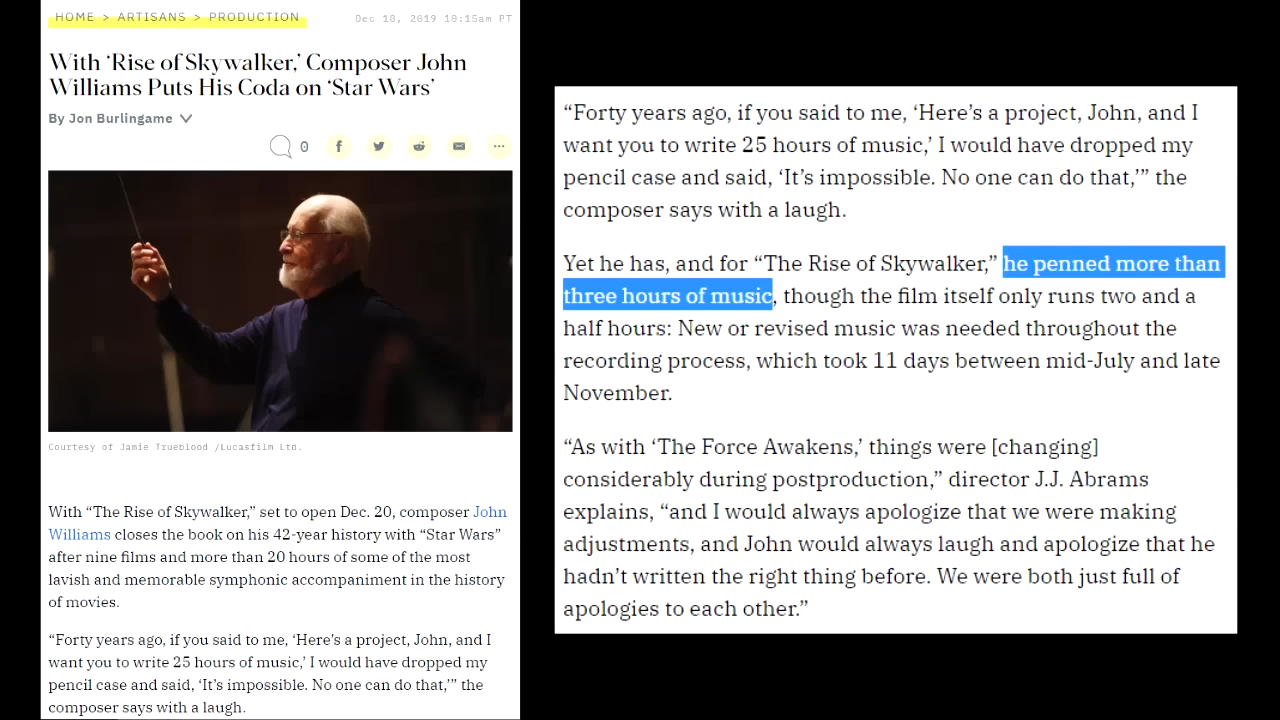 HOME > ARTISANS > PRODUCTION
Dec 18, 2019 10:15am PT
With ‘Rise of Skywalker,’ Composer John
Williams Puts His Coda on ‘Star Wars’
By Jon Burlingame
0
Courtesy of Jamie Trueblood /Lucasfilm Ltd.
With “The Rise of Skywalker,” set to open Dec. 20, composer John
Williams closes the book on his 42-year history with “Star Wars”
after nine films and more than 20 hours of some of the most
lavish and memorable symphonic accompaniment in the history
of movies.
“Forty years ago, if you said to me, ‘Here’s a project, John, and I
want you to write 25 hours of music,’ I would have dropped my
pencil case and said, ‘It’s impossible. No one can do that,’” the
composer says with a laugh.
“Forty years ago, if you said to me, ‘Here’s a project, John, and I
want you to write 25 hours of music,’ I would have dropped my
pencil case and said, ‘It’s impossible. No one can do that,’” the
composer says with a laugh.
Yet he has, and for “The Rise of Skywalker,” he penned more than
three hours of music, though the film itself only runs two and a
half hours: New or revised music was needed throughout the
recording process, which took 11 days between mid-July and late
November.
“As with ‘The Force Awakens,’ things were [changing]
considerably during postproduction,” director J.J. Abrams
explains, “and I would always apologize that we were making
adjustments, and John would always laugh and apologize that he
hadn’t written the right thing before. We were both just full of
apologies to each other.”